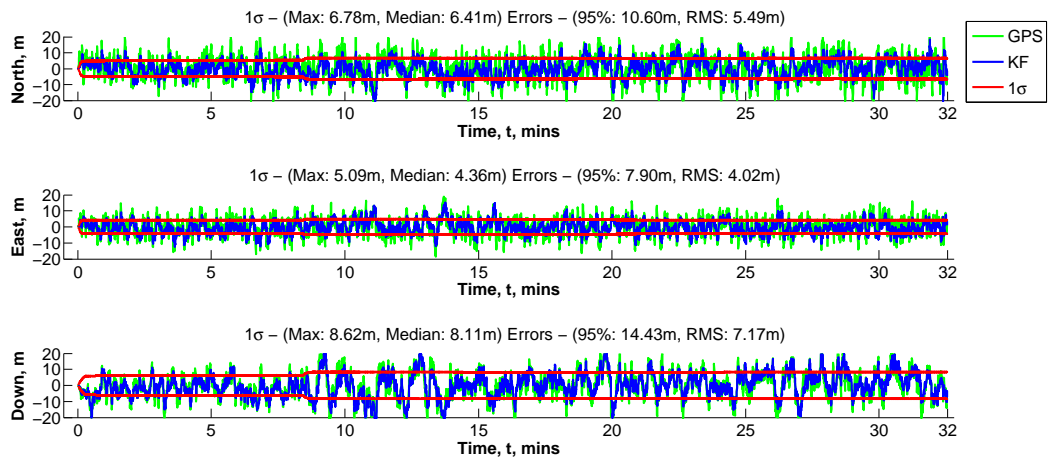 1σ – (Max: 6.78m, Median: 6.41m) Errors – (95%: 10.60m, RMS: 5.49m)
20
10
0
−10
−20
North, m
0 5 10 15 20 25 30 32
Time, t, mins
GPS
KF
1σ
1σ – (Max: 5.09m, Median: 4.36m) Errors – (95%: 7.90m, RMS: 4.02m)
20
10
0
−10
−20
East, m
0 5 10 15 20 25 30 32
Time, t, mins
1σ – (Max: 8.62m, Median: 8.11m) Errors – (95%: 14.43m, RMS: 7.17m)
20
10
0
−10
−20
Down, m
0 5 10 15 20 25 30 32
Time, t, mins